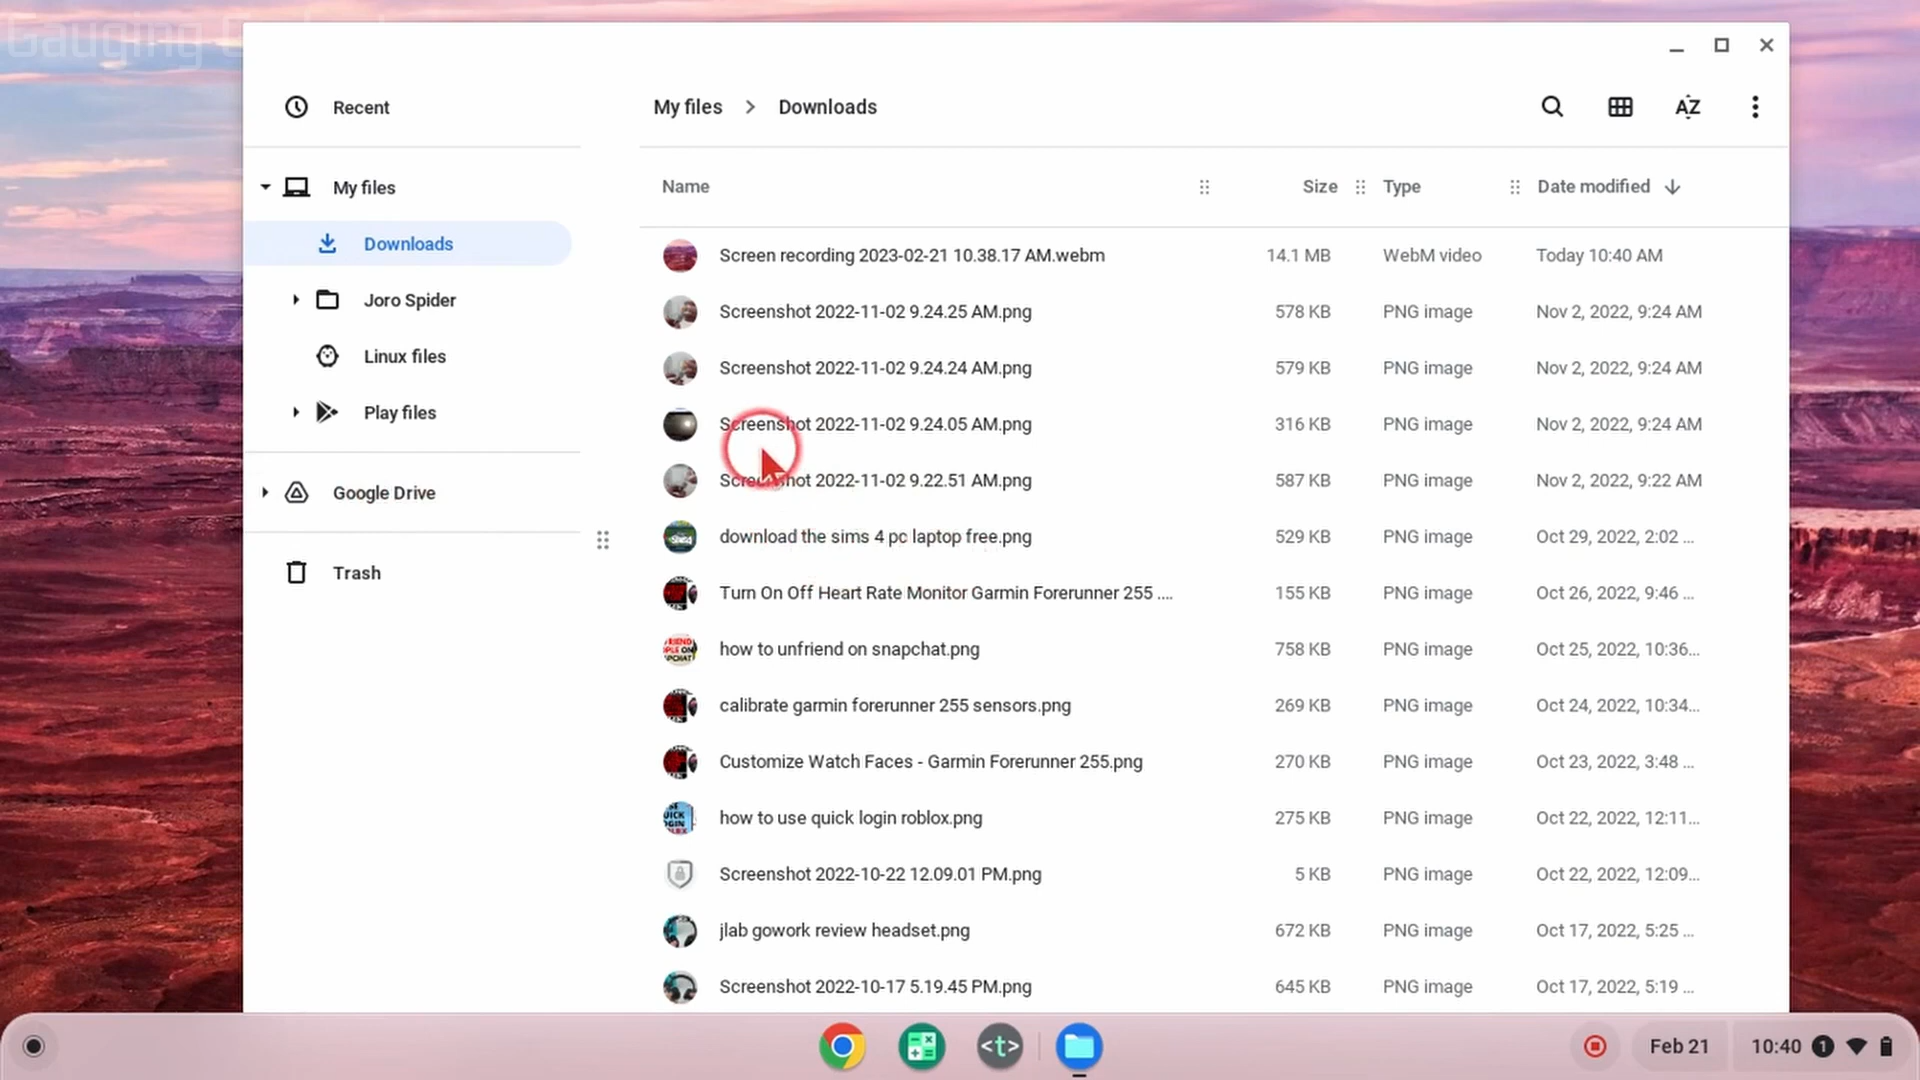 Gauging
Recent
My files
Downloads
Joro Spider
Linux files
Play files
Google Drive
Trash
My files > Downloads
AZ
Name Size Type Date modified
Screen recording 2023-02-21 10.38.17 AM.webm 14.1 MB WebM video Today 10:40 AM
Screenshot 2022-11-02 9.24.25 AM.png 578 KB PNG image Nov 2, 2022, 9:24 AM
Screenshot 2022-11-02 9.24.24 AM.png 579 KB PNG image Nov 2, 2022, 9:24 AM
Screenshot 2022-11-02 9.24.05 AM.png 316 KB PNG image Nov 2, 2022, 9:24 AM
Screenshot 2022-11-02 9.22.51 AM.png 587 KB PNG image Nov 2, 2022, 9:22 AM
download the sims 4 pc laptop free.png 529 KB PNG image Oct 29, 2022, 2:02 ...
Turn On Off Heart Rate Monitor Garmin Forerunner 255 .... 155 KB PNG image Oct 26, 2022, 9:46 ...
how to unfriend on snapchat.png 758 KB PNG image Oct 25, 2022, 10:36...
calibrate garmin forerunner 255 sensors.png 269 KB PNG image Oct 24, 2022, 10:34...
Customize Watch Faces - Garmin Forerunner 255.png 270 KB PNG image Oct 23, 2022, 3:48 ...
how to use quick login roblox.png 275 KB PNG image Oct 22, 2022, 12:11...
Screenshot 2022-10-22 12.09.01 PM.png 5 KB PNG image Oct 22, 2022, 12:09...
jlab gowork review headset.png 672 KB PNG image Oct 17, 2022, 5:25 ...
Screenshot 2022-10-17 5.19.45 PM.png 645 KB PNG image Oct 17, 2022, 5:19 ...
<t>
Feb 21
10:40 1